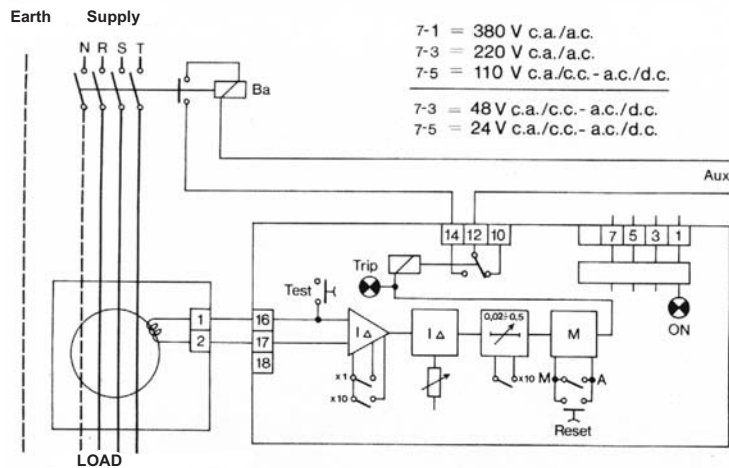 Earth Supply
N R S T
7-1 = 380 V c.a./a.c.
7-3 = 220 V c.a./a.c.
7-5 = 110 V c.a./c.c.- a.c./d.c.
7-3 = 48 V c.a./c.c.- a.c./d.c.
7-5 = 24 V c.a./c.c.- a.c./d.c.
Ba
Aux
14 12 10
7 5 3 1
Trip
Test
ON
1
2
16
17
18
I Δ
I Δ
0,02÷0,5
M
x1
x10
x10
M A
Reset
LOAD